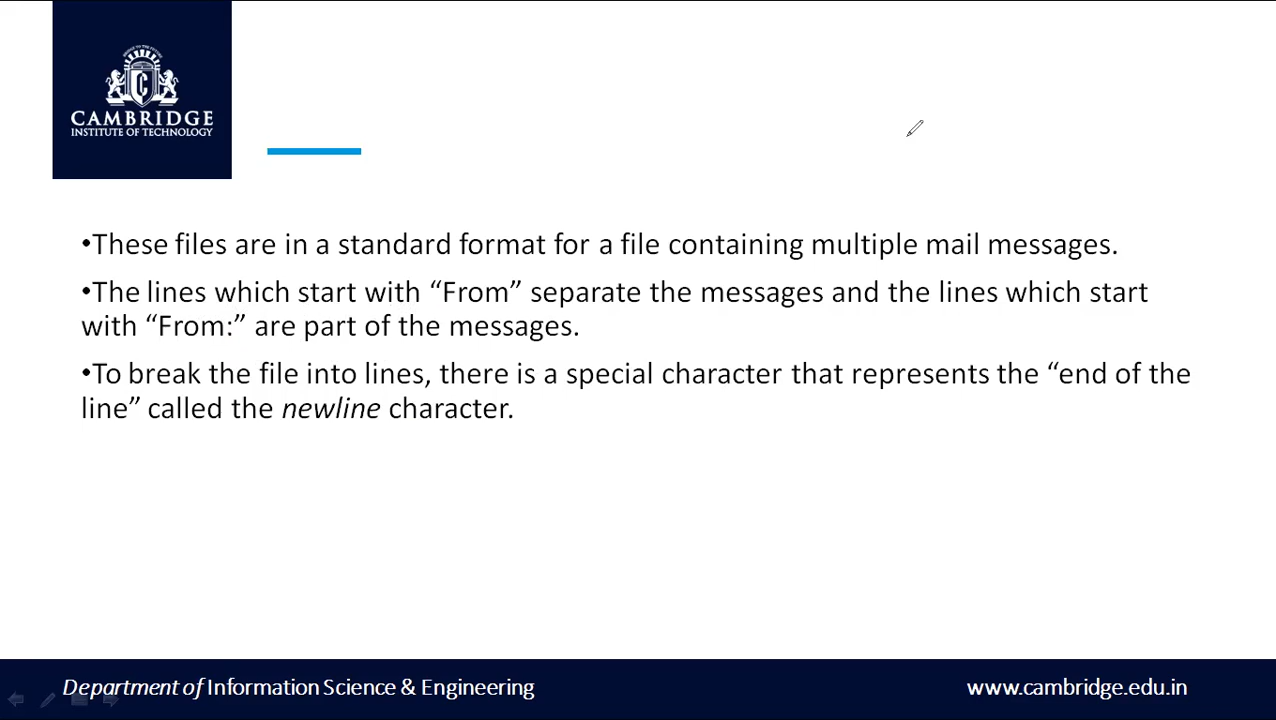 CAMBRIDGE
INSTITUTE OF TECHNOLOGY
•These files are in a standard format for a file containing multiple mail messages.
•The lines which start with “From” separate the messages and the lines which start
with “From:” are part of the messages.
•To break the file into lines, there is a special character that represents the “end of the
line” called the newline character.
Department of Information Science & Engineering
www.cambridge.edu.in